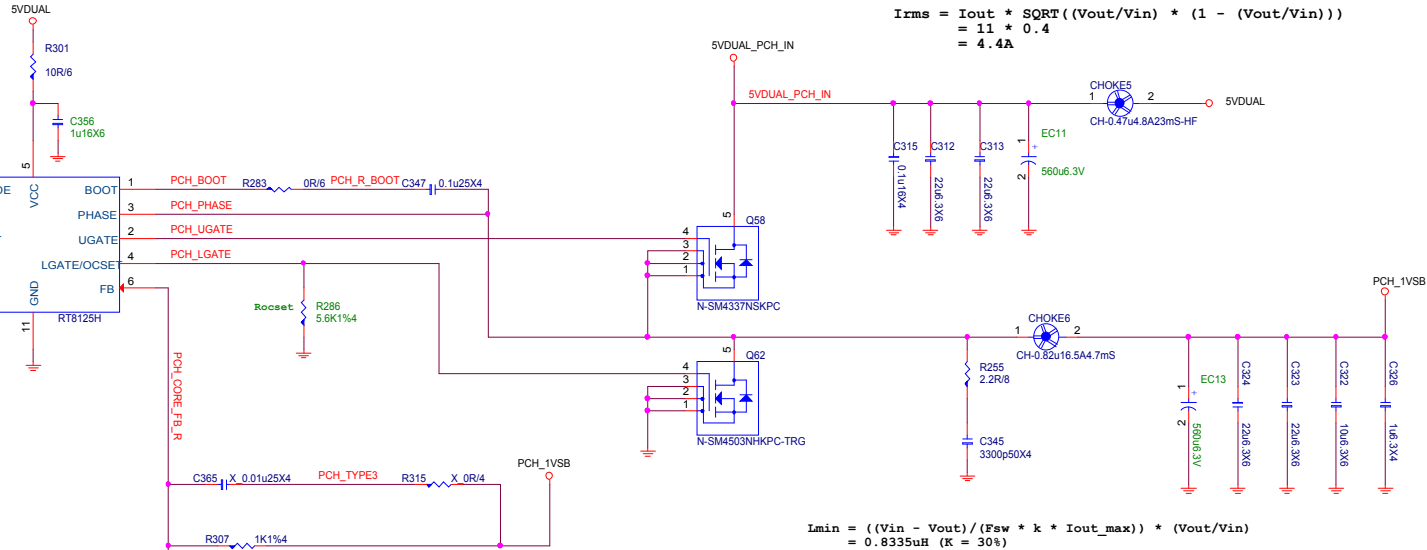 5VDUAL
Irms = Iout * SQRT((Vout/Vin) * (1 - (Vout/Vin)))
= 11 * 0.4
= 4.4A
R301
10R/6
5VDUAL_PCH_IN
5VDUAL_PCH_IN
CHOKE5
1
2
5VDUAL
CH-0.47u4.8A23mS-HF
C356
1u16X6
EC11
1
+
2
560u6.3V
C315
0.1u16X4
C312
22u6.3X6
C313
22u6.3X6
5
VCC
DE
BOOT
1
PCH_BOOT
R283
0R/6
PCH_R_BOOT
C347
0.1u25X4
PHASE
3
PCH_PHASE
UGATE
2
PCH_UGATE
LGATE/OCSET
4
PCH_LGATE
FB
6
GND
11
RT8125H
Q58
5
4
3
2
1
N-SM4337NSKPC
Rocset
R286
5.6K1%4
PCH_1VSB
CHOKE6
1
2
CH-0.82u16.5A4.7mS
Q62
5
4
3
2
1
N-SM4503NHKPC-TRG
R255
2.2R/8
C345
3300p50X4
EC13
1
+
2
560u6.3V
C324
22u6.3X6
C323
22u6.3X6
C322
10u6.3X6
C326
1u6.3X4
PCH_CORE_FB_R
C365
X_0.01u25X4
PCH_TYPE3
R315
X_0R/4
PCH_1VSB
R307
1K1%4
Lmin = ((Vin - Vout)/(Fsw * k * Iout_max)) * (Vout/Vin)
= 0.8335uH (K = 30%)